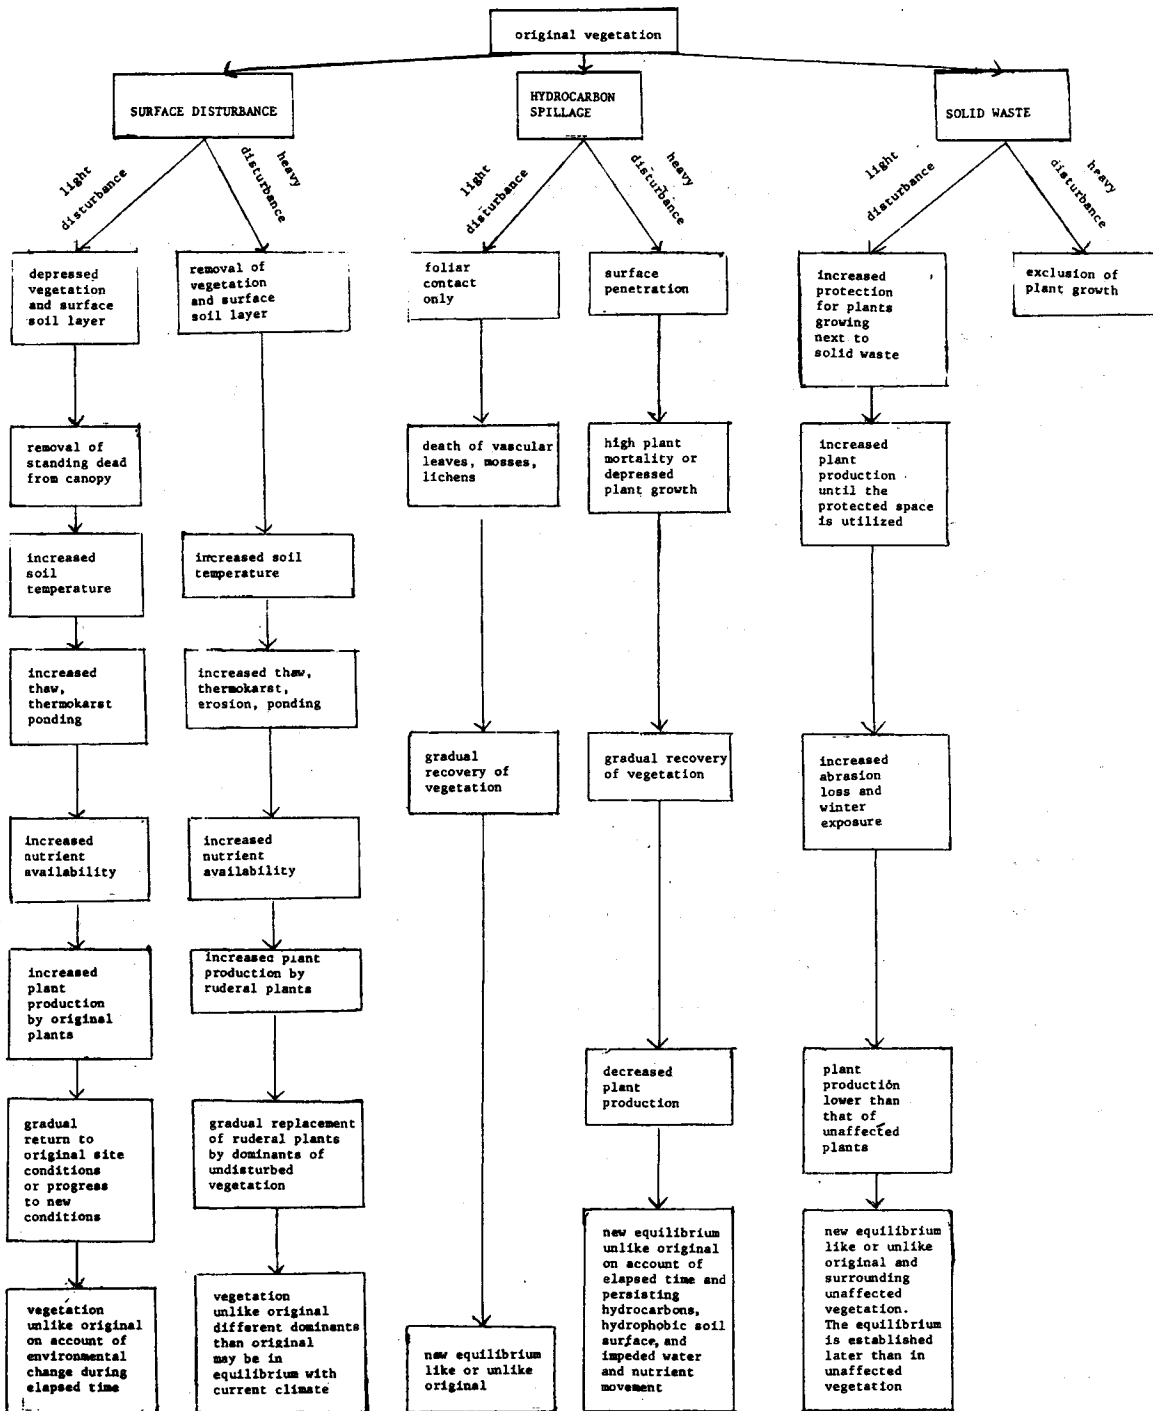 original vegetation
SURFACE DISTURBANCE
HYDROCARBON
SPILLAGE
SOLID WASTE
light
disturbance
heavy
disturbance
light
disturbance
heavy
disturbance
light
disturbance
heavy
disturbance
depressed
vegetation
and surface
soil layer
removal of
vegetation
and surface
soil layer
foliar
contact
only
surface
penetration
increased
protection
for plants
growing
next to
solid waste
exclusion of
plant growth
removal of
standing dead
from canopy
death of vascular
leaves, mosses,
lichens
high plant
mortality or
depressed
plant growth
increased
plant
production
until the
protected space
is utilized
increased
soil
temperature
increased soil
temperature
increased
thaw,
thermokarst
ponding
increased thaw,
thermokarst,
erosion, ponding
gradual
recovery of
vegetation
gradual recovery
of vegetation
increased
abrasion
loss and
winter
exposure
increased
nutrient
availability
increased
nutrient
availability
increased
plant
production
by original
plants
increased plant
production by
ruderal plants
decreased
plant
production
plant
production
lower than
that of
unaffected
plants
gradual
return to
original site
conditions
or progress
to new
conditions
gradual replacement
of ruderal plants
by dominants of
undisturbed
vegetation
new equilibrium
unlike original
on account of
elapsed time and
persisting
hydrocarbons,
hydrophobic soil
surface, and
impeded water
and nutrient
movement
new equilibrium
like or unlike
original and
surrounding
unaffected
vegetation.
The equilibrium
is established
later than in
unaffected
vegetation
vegetation
unlike original
on account of
environmental
change during
elapsed time
vegetation
unlike original
different dominants
than original
may be in
equilibrium with
current climate
new equilibrium
like or unlike
original